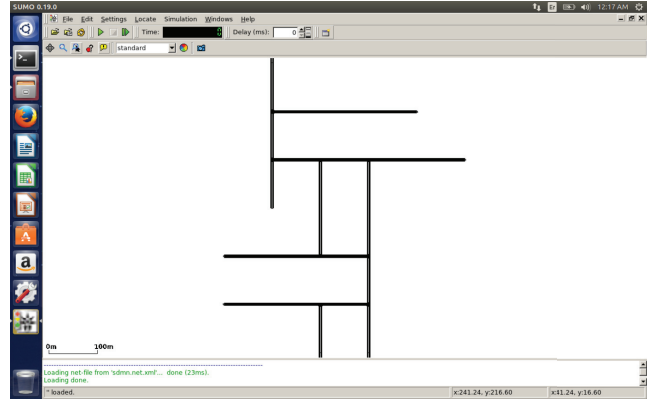 SUMO 0.19.0
En
12:17 AM
File Edit Settings Locate Simulation Windows Help
Time:
Delay (ms): 0
standard
0m 100m
Loading net-file from 'sdmn.net.xml'... done (23ms).
Loading done.
'' loaded.
x:241.24, y:216.60
x:41.24, y:16.60